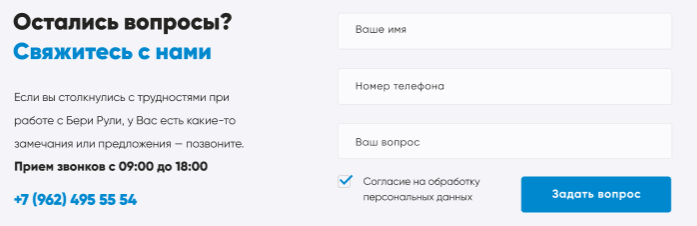 Остались вопросы?
Свяжитесь с нами
Если вы столкнулись с трудностями при
работе с Бери Рули, у Вас есть какие-то
замечания или предложения — позвоните.
Прием звонков с 09:00 до 18:00
+7 (962) 495 55 54
Ваше имя
Номер телефона
Ваш вопрос
Согласие на обработку
персональных данных
Задать вопрос